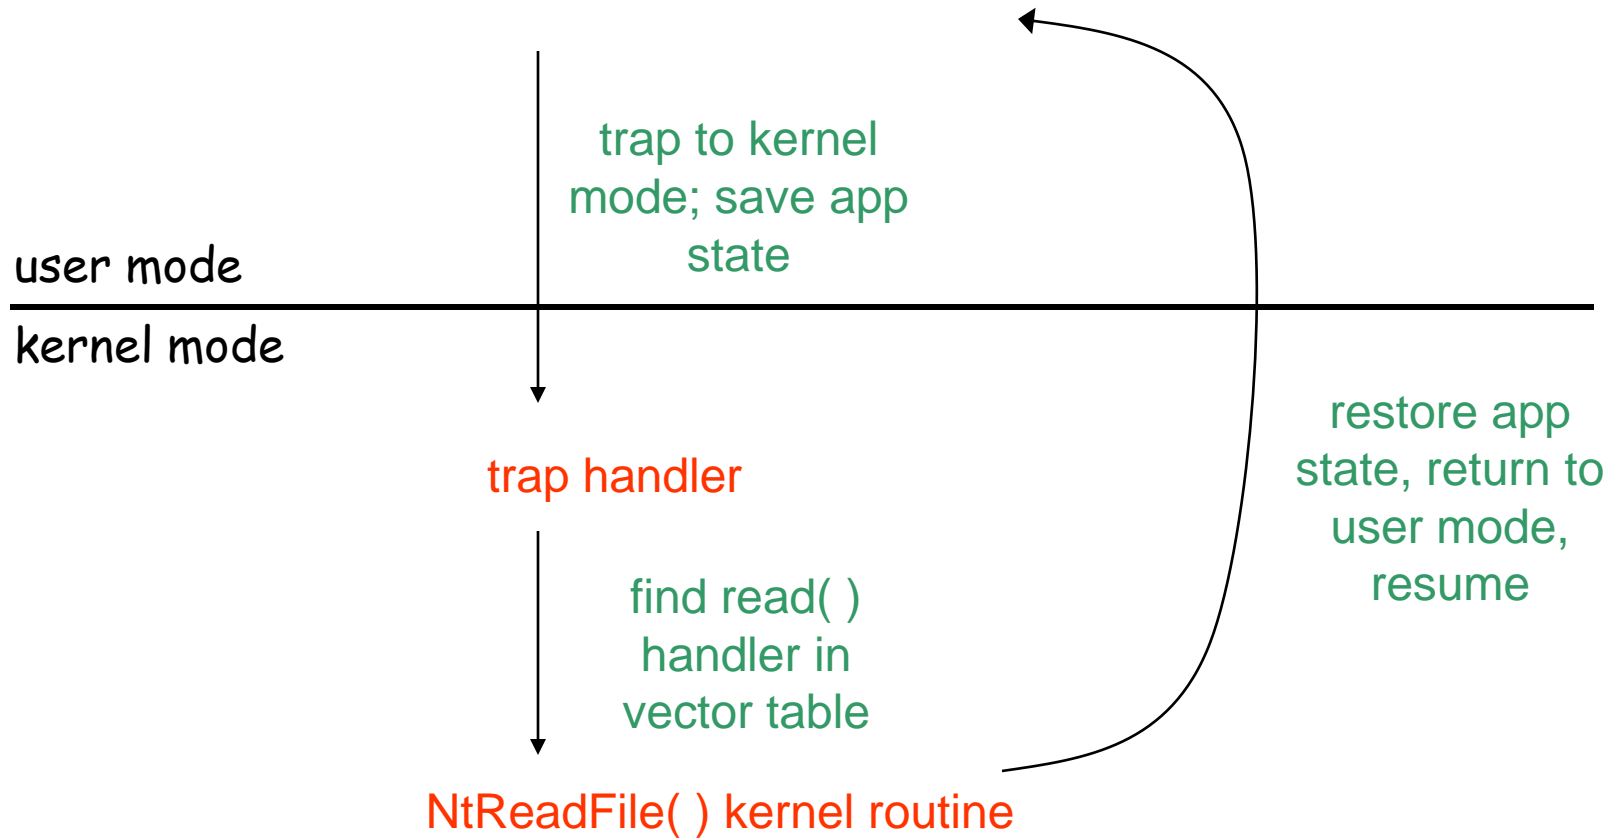 trap to kernel
mode; save app
state
user mode
kernel mode
trap handler
find read( )
handler in
vector table
NtReadFile( ) kernel routine
restore app
state, return to
user mode,
resume